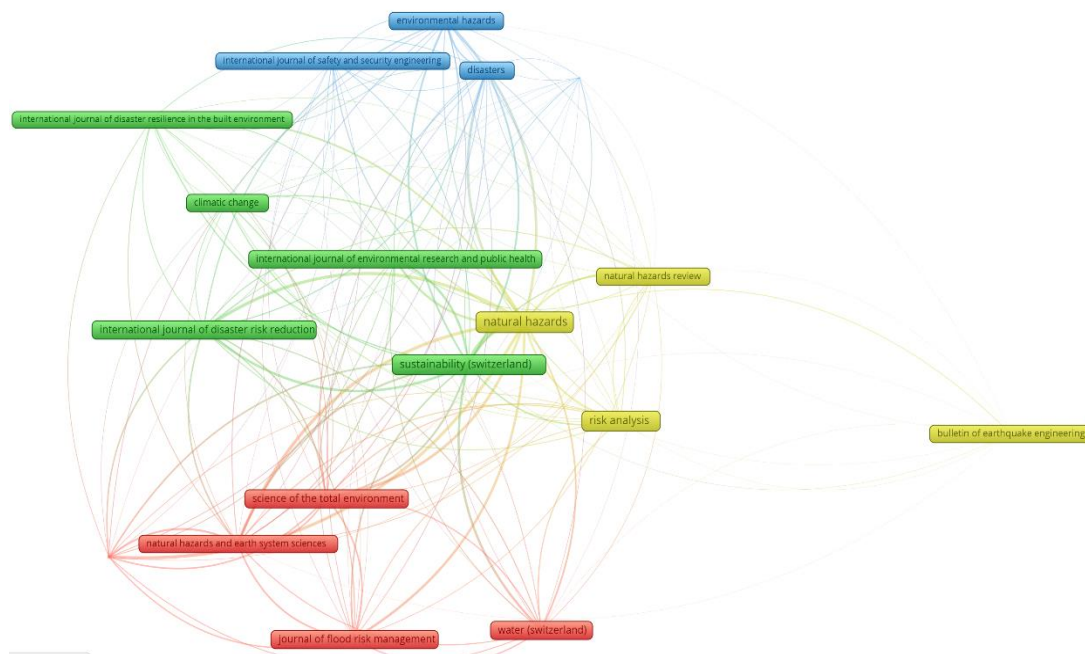 environmental hazards
international journal of safety and security engineering
disasters
international journal of disaster resilience in the built environment
climatic change
international journal of environmental research and public health
natural hazards review
natural hazards
international journal of disaster risk reduction
sustainability (switzerland)
risk analysis
bulletin of earthquake engineering
science of the total environment
natural hazards and earth system sciences
water (switzerland)
journal of flood risk management